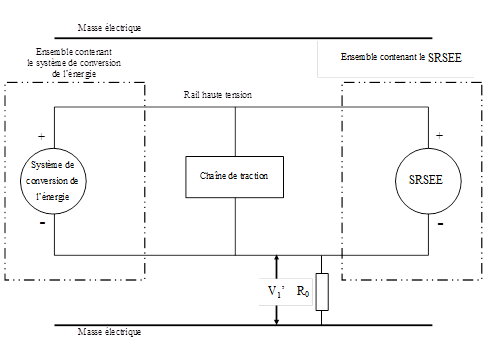 Masse électrique
Ensemble contenant
le système de conversion
de l'énergie
Ensemble contenant le SRSEE
Rail haute tension
+
+
Système de
conversion de
l'énergie
Chaîne de traction
SRSEE
-
-
V1' R0
Masse électrique